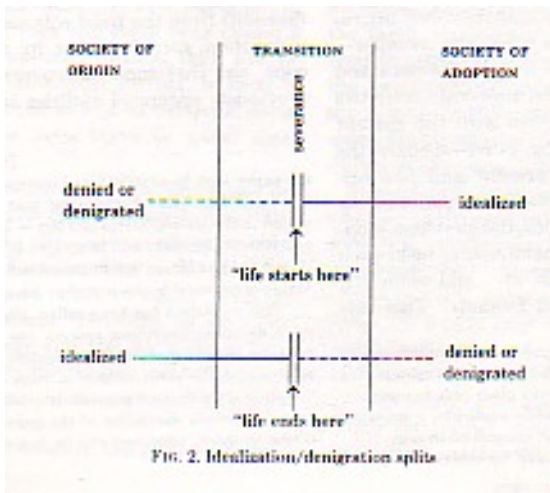 SOCIETY OF
ORIGIN
TRANSITION
SOCIETY OF
ADOPTION
severance
denied or
denigrated
idealized
"life starts here"
idealized
denied or
denigrated
"life ends here"
FIG. 2. Idealization/denigration splits